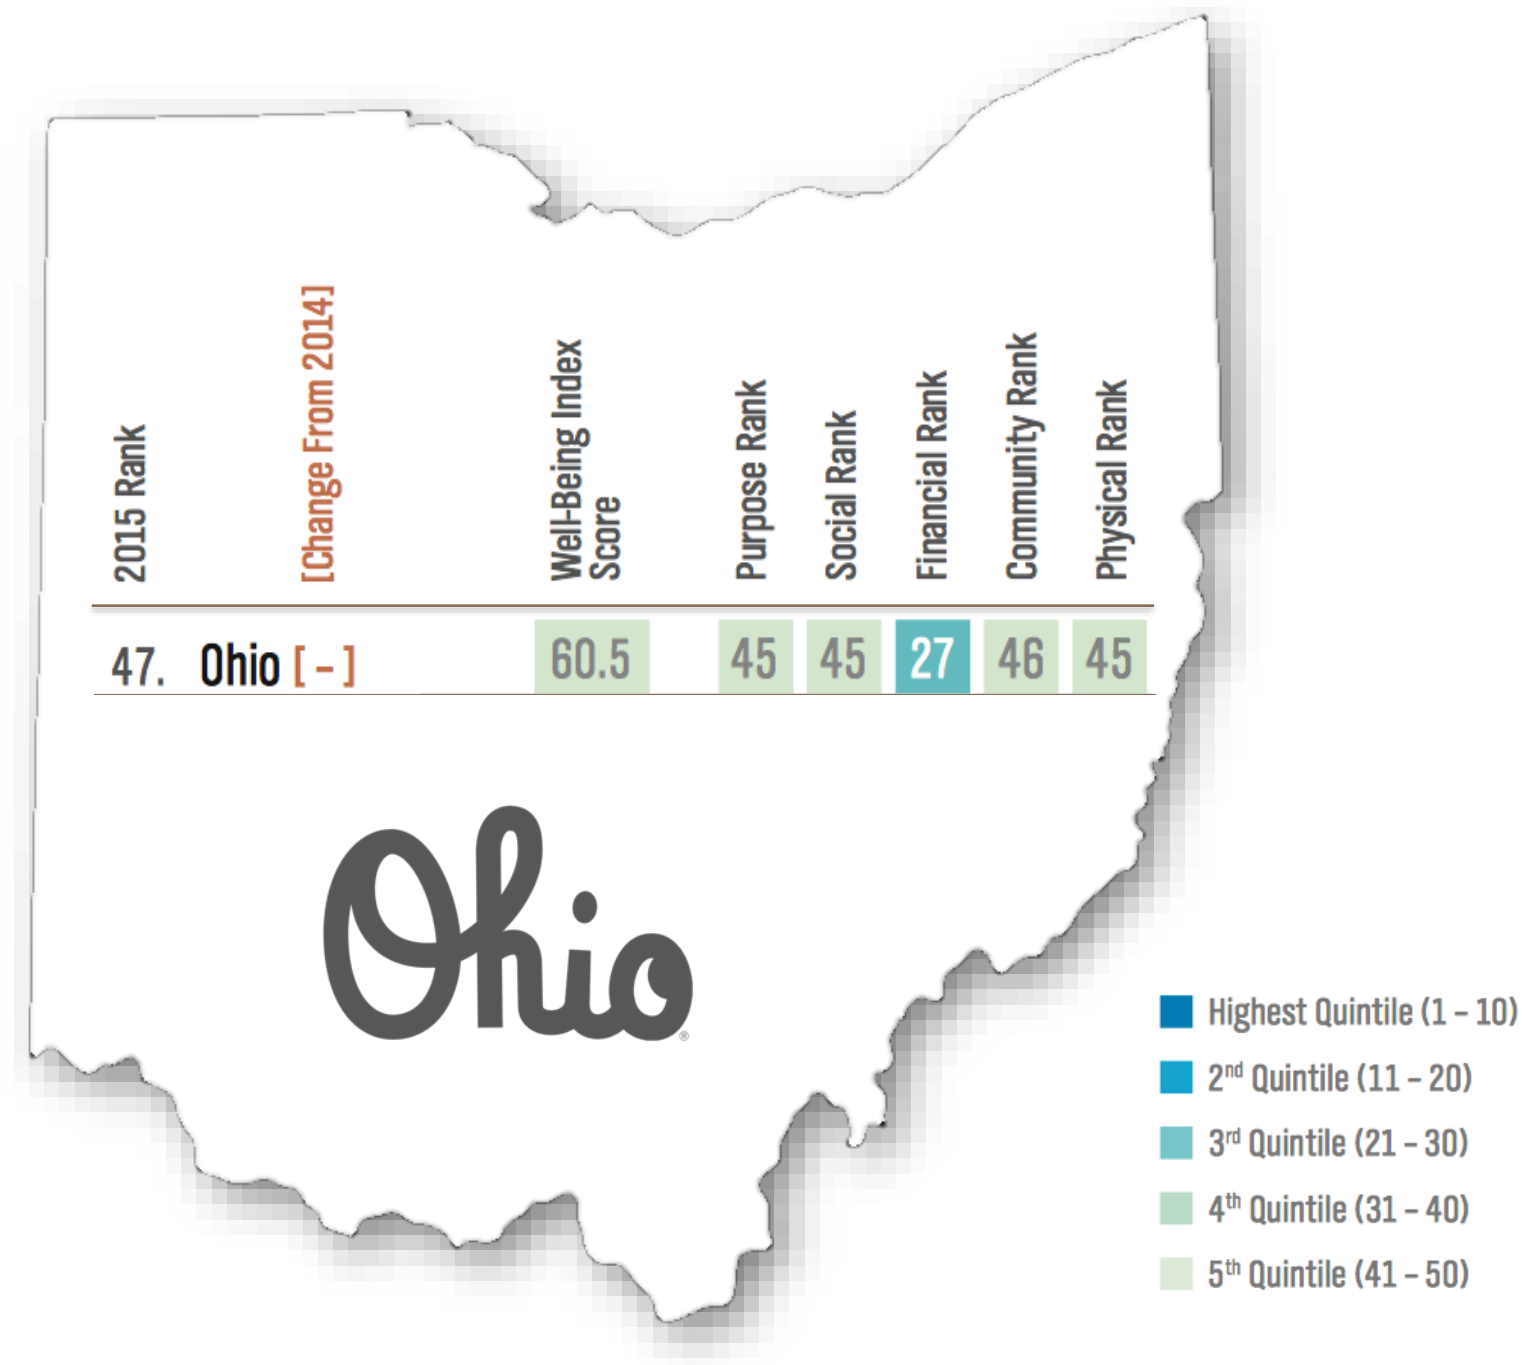 2015 Rank
[Change From 2014]
Well-Being Index
Score
Purpose Rank
Social Rank
Financial Rank
Community Rank
Physical Rank
47. Ohio [ - ] 60.5 45 45 27 46 45
Ohio
®
Highest Quintile (1 – 10)
2nd Quintile (11 – 20)
3rd Quintile (21 – 30)
4th Quintile (31 – 40)
5th Quintile (41 – 50)